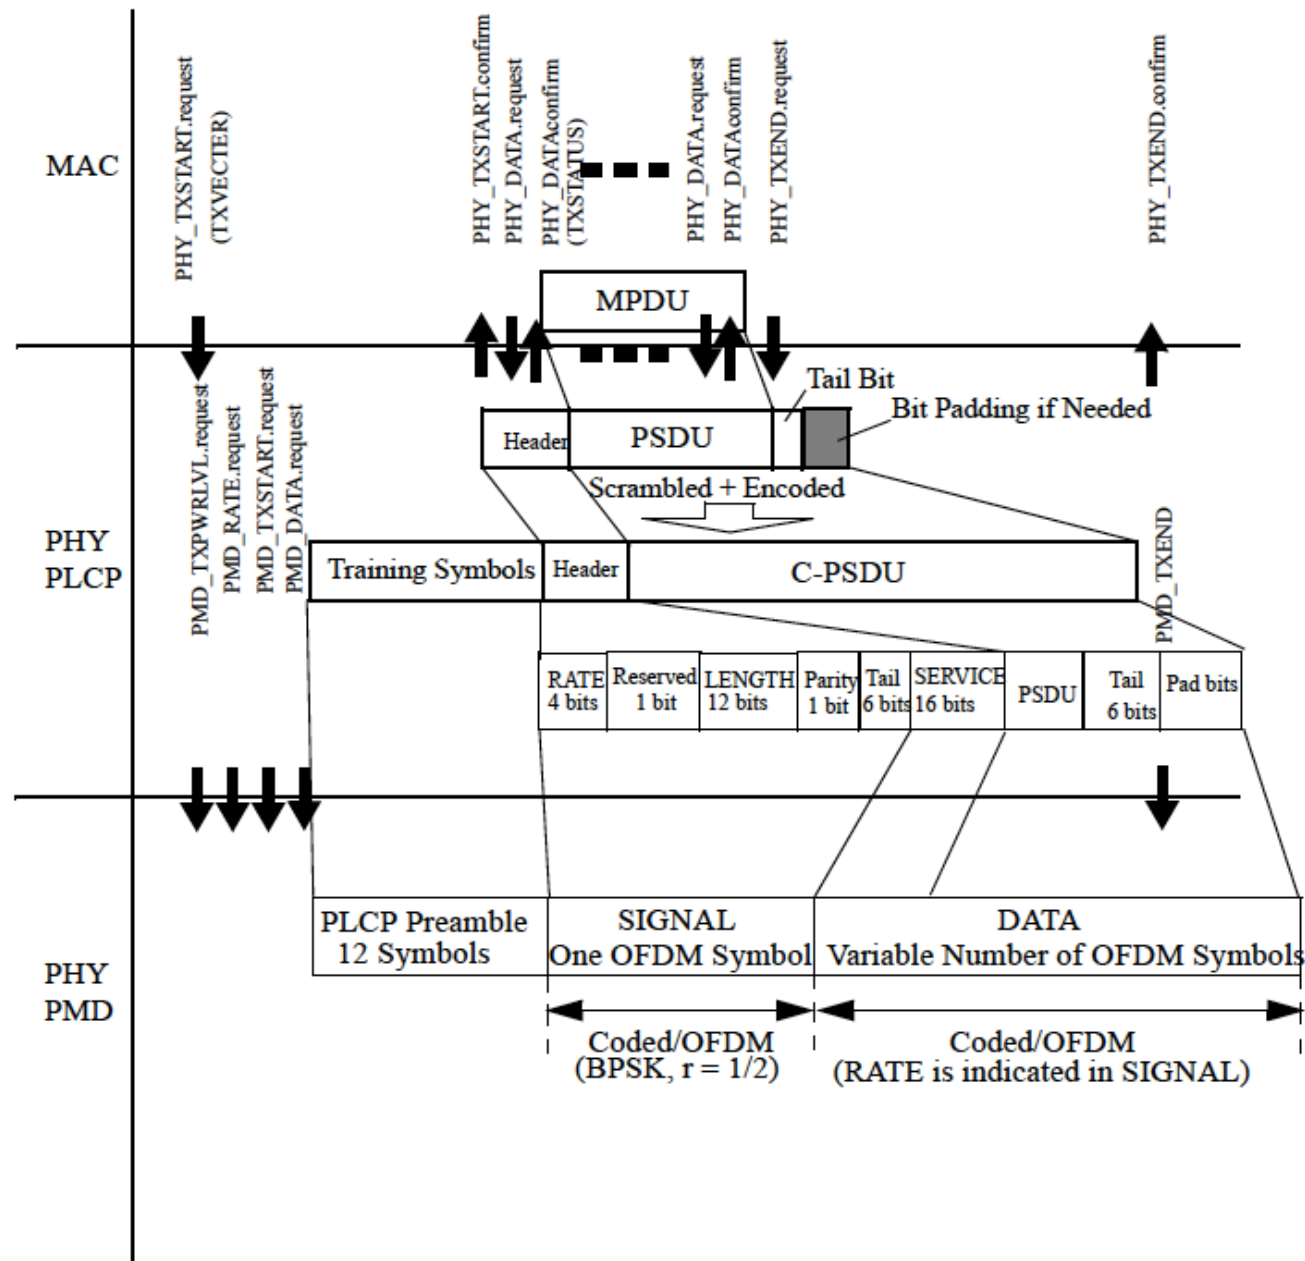 MAC
PHY_TXSTART.request
(TXVECTER)
PHY_TXSTART.confirm
PHY_DATA.request
PHY_DATAconfirm
(TXSTATUS)
PHY_DATA.request
PHY_DATAconfirm
PHY_TXEND.request
PHY_TXEND.confirm
MPDU
Tail Bit
Bit Padding if Needed
Header
PSDU
Scrambled + Encoded
PHY
PLCP
PMD_TXPWRLVL.request
PMD_RATE.request
PMD_TXSTART.request
PMD_DATA.request
Training Symbols
Header
C-PSDU
PMD_TXEND
RATE
4 bits
Reserved
1 bit
LENGTH
12 bits
Parity
1 bit
Tail
6 bits
SERVICE
16 bits
PSDU
Tail
6 bits
Pad bits
PHY
PMD
PLCP Preamble
12 Symbols
SIGNAL
One OFDM Symbol
DATA
Variable Number of OFDM Symbols
Coded/OFDM
(BPSK, r = 1/2)
Coded/OFDM
(RATE is indicated in SIGNAL)